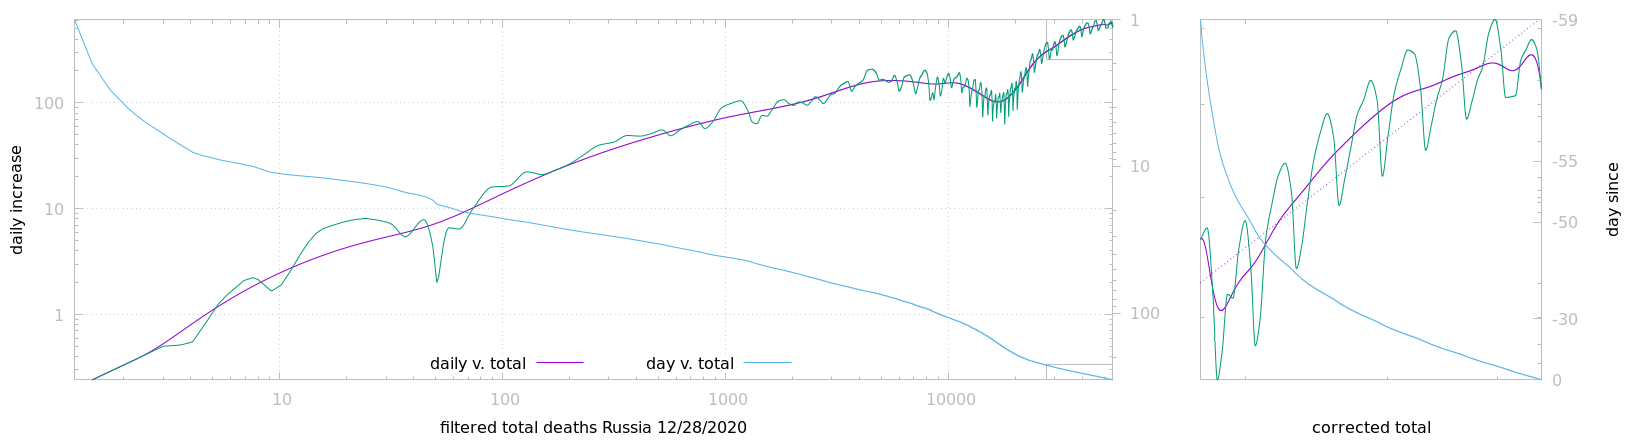 daily increase
100
10
1
10
100
1000
10000
1
10
100
daily v. total
day v. total
filtered total deaths Russia 12/28/2020
-59
-55
-50
-30
0
day since
corrected total